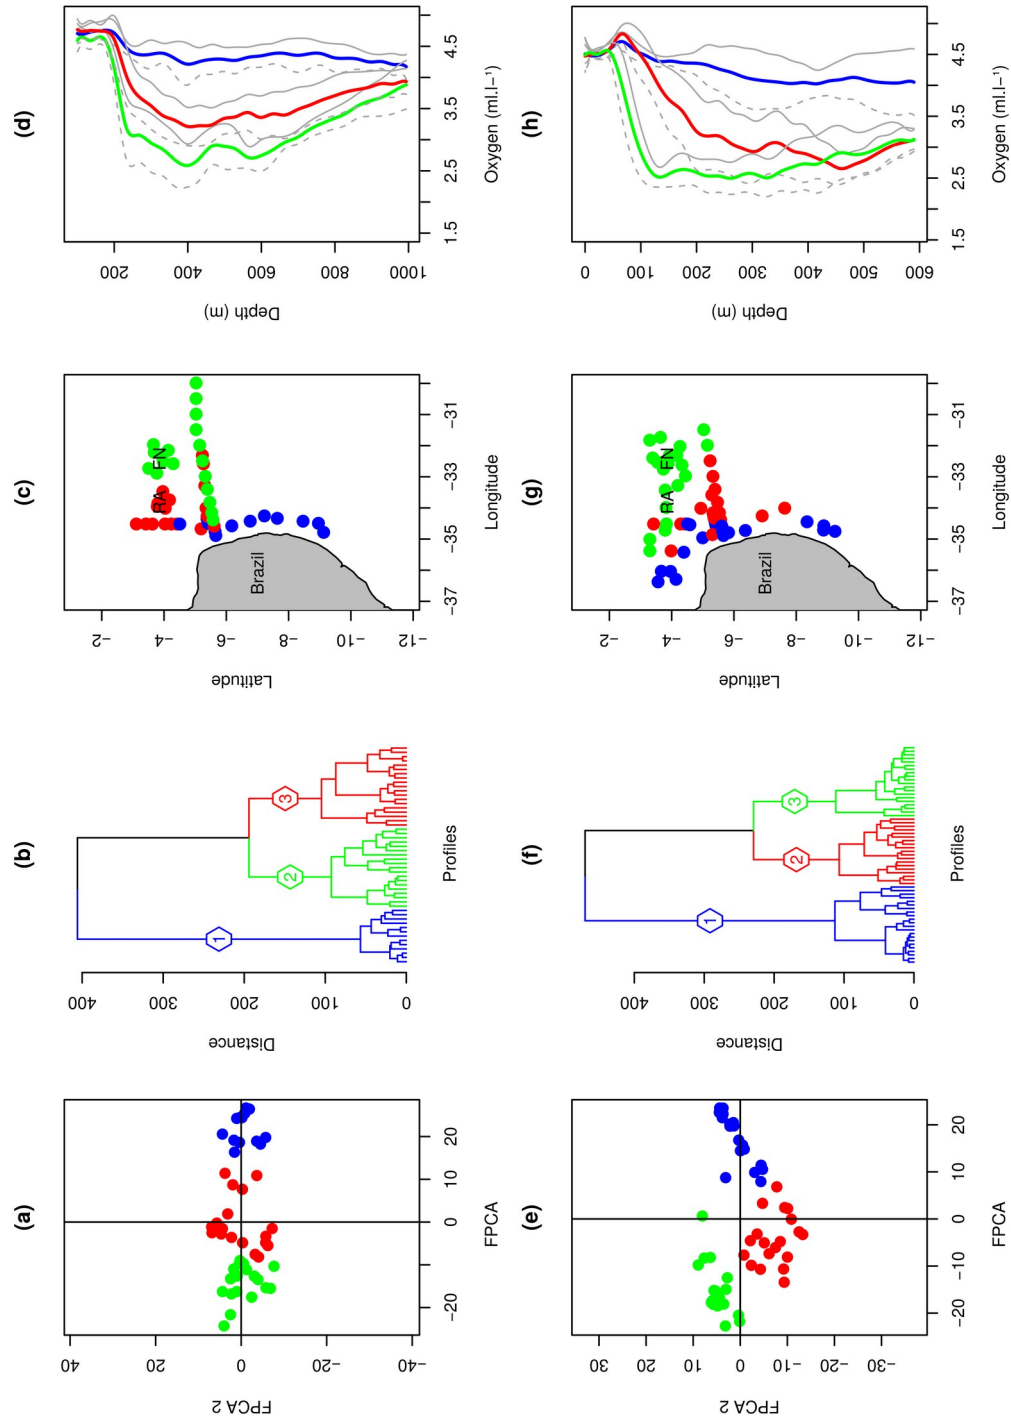 (a)
FPCA 2
40
20
0
−20
−40
−20
0
10
20
FPCA
(b)
Distance
400
300
200
100
0
1
2
3
Profiles
(c)
Latitude
−2
−4
−6
−8
−10
−12
RA
FN
Brazil
−37
−35
−33
−31
Longitude
(d)
Depth (m)
200
400
600
800
1000
1.5
2.5
3.5
4.5
Oxygen (ml.l−1)
(e)
FPCA 2
30
20
10
0
−10
−20
−30
−20
−10
0
10
20
FPCA
(f)
Distance
400
300
200
100
0
1
2
3
Profiles
(g)
Latitude
−2
−4
−6
−8
−10
−12
RA
FN
Brazil
−37
−35
−33
−31
Longitude
(h)
Depth (m)
0
100
200
300
400
500
600
1.5
2.5
3.5
4.5
Oxygen (ml.l−1)